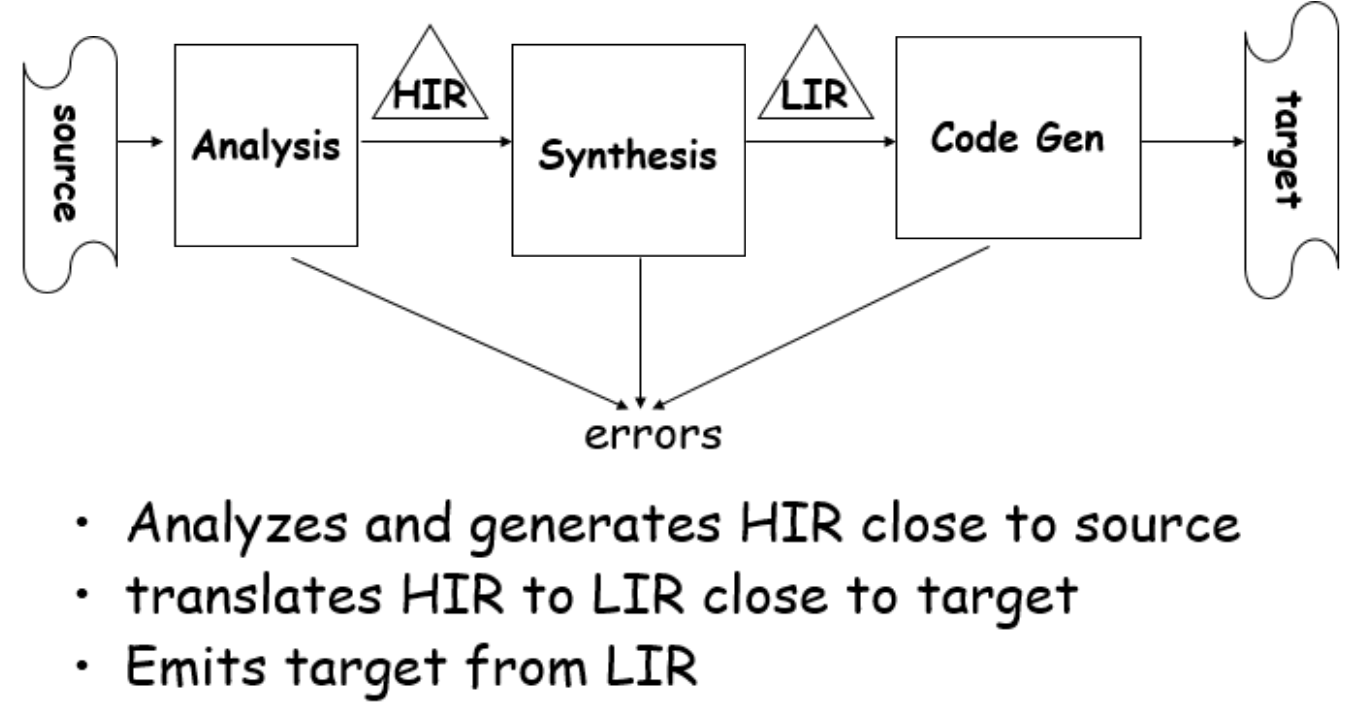 source
Analysis
HIR
Synthesis
LIR
Code Gen
target
errors
• Analyzes and generates HIR close to source
• translates HIR to LIR close to target
• Emits target from LIR